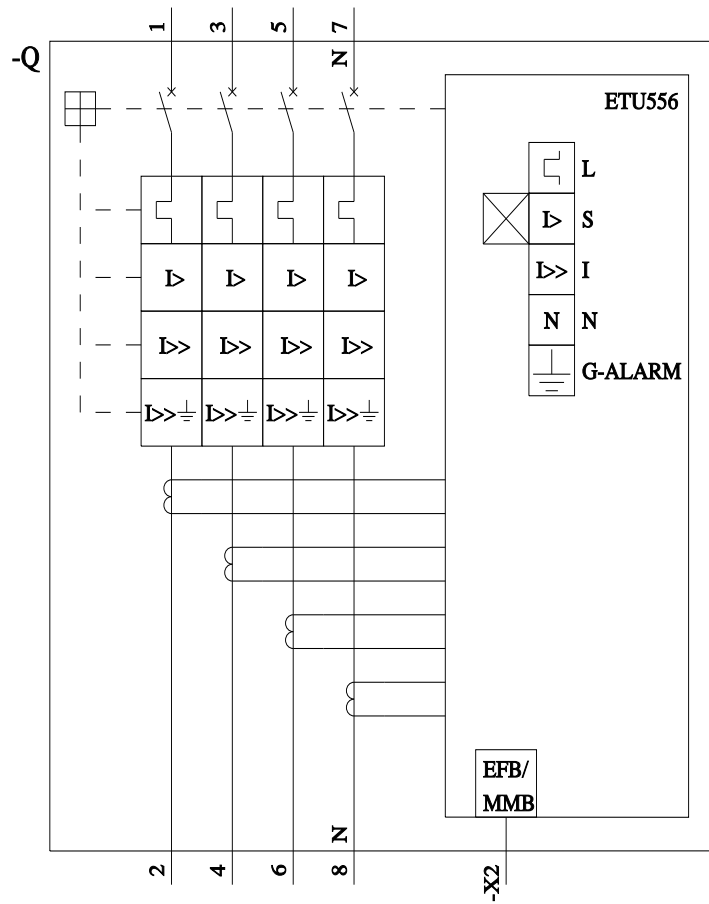 1 3 5 7
N
-Q
ETU556
L
I> S
I> I> I> I> I>> I
I>> I>> I>> I>> N N
G-ALARM
I>> I>> I>> I>>
EFB/
MMB
N
2 4 6 8 -X2